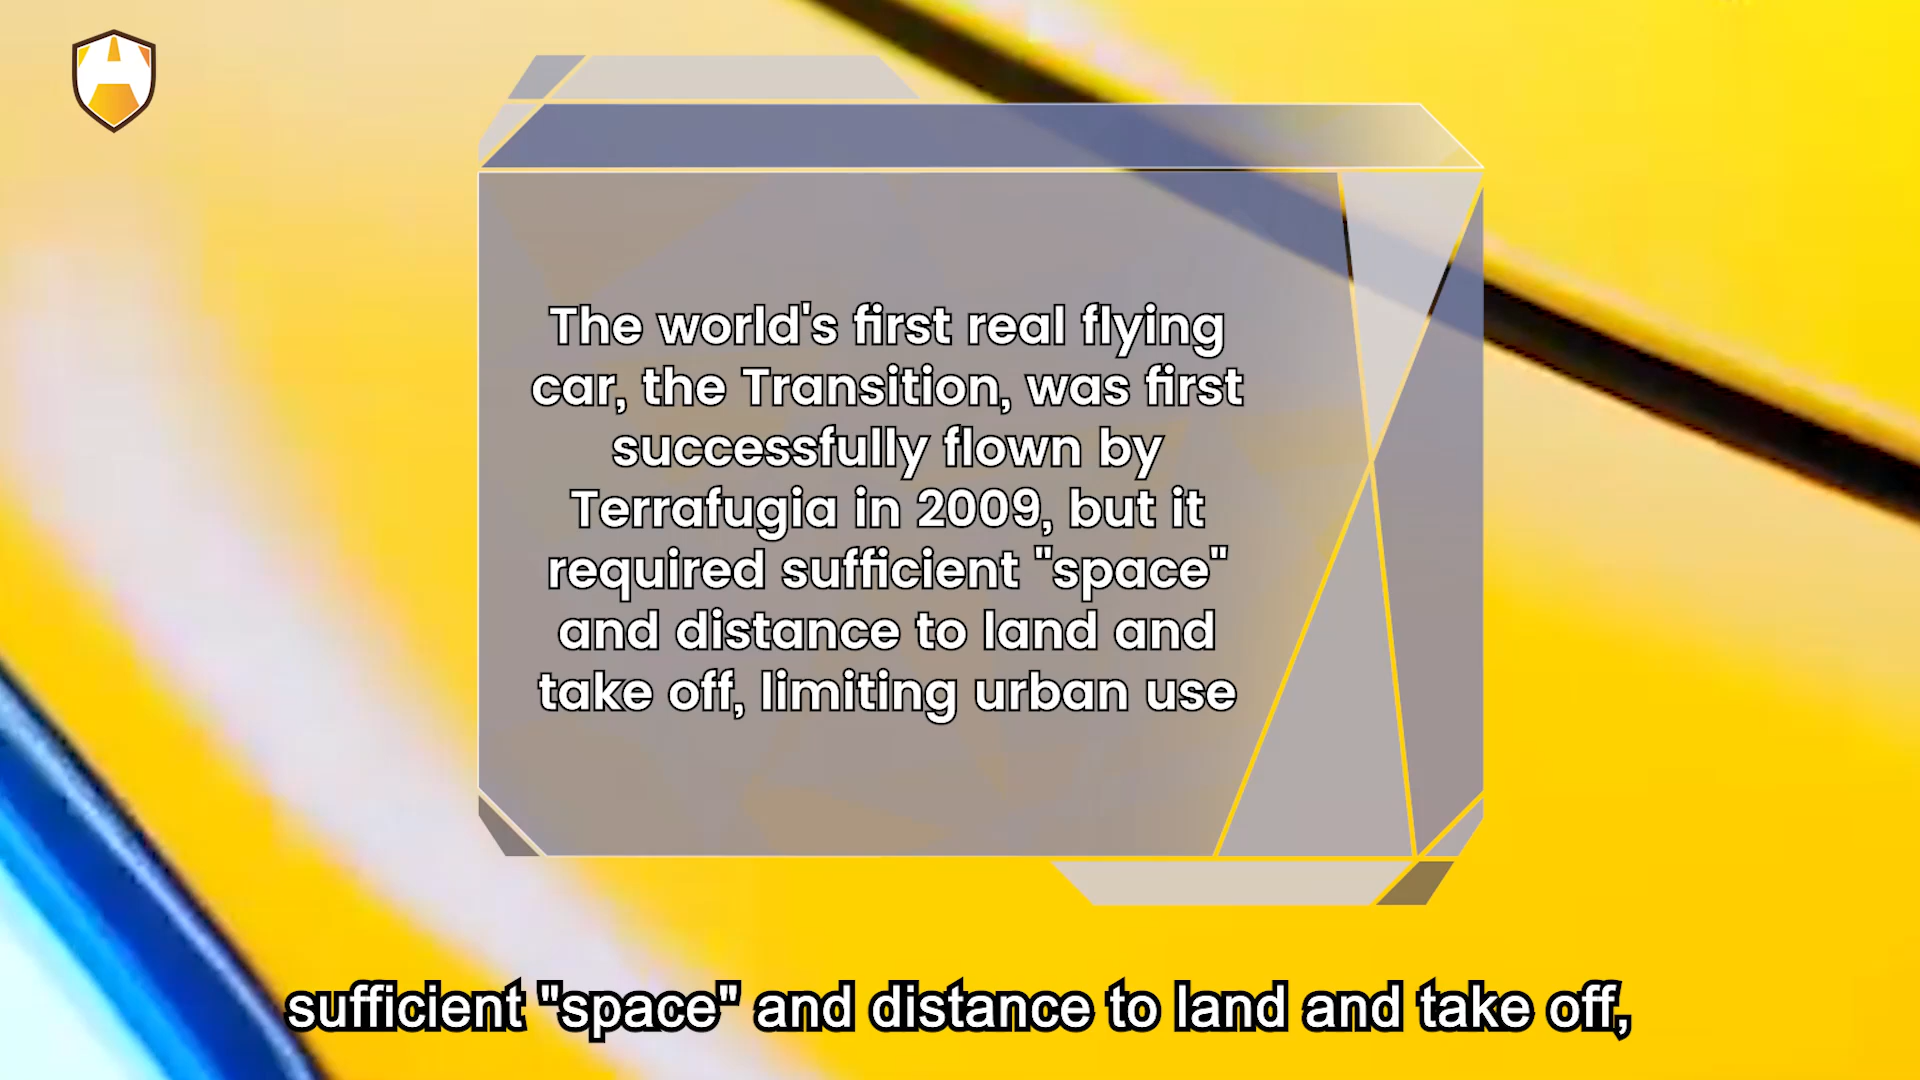 The world's first real flying
car, the Transition, was first
successfully flown by
Terrafugia in 2009, but it
required sufficient "space"
and distance to land and
take off, limiting urban use
sufficient "space" and distance to land and take off,